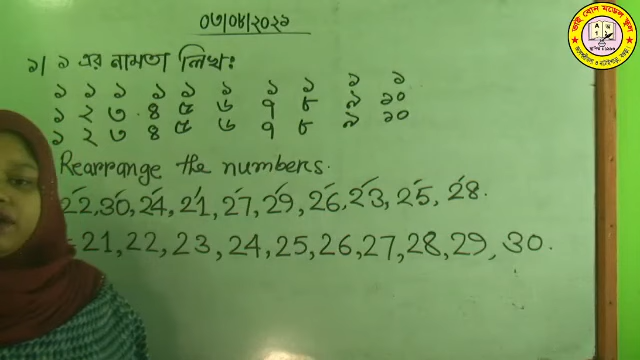 ০৩/০৮/২০২১
১। ১ এর নামতা লিখ:
১ ১ ১ ১ ১ ১ ১ ১ ১ ১
১ ২ ৩ ৪ ৫ ৬ ৭ ৮ ৯ ১০
১ ২ ৩ ৪ ৫ ৬ ৭ ৮ ৯ ১০
Rearrange the numbers.
22, 30, 24, 21, 27, 29, 26, 23, 25, 28.
21, 22, 23, 24, 25, 26, 27, 28, 29, 30.